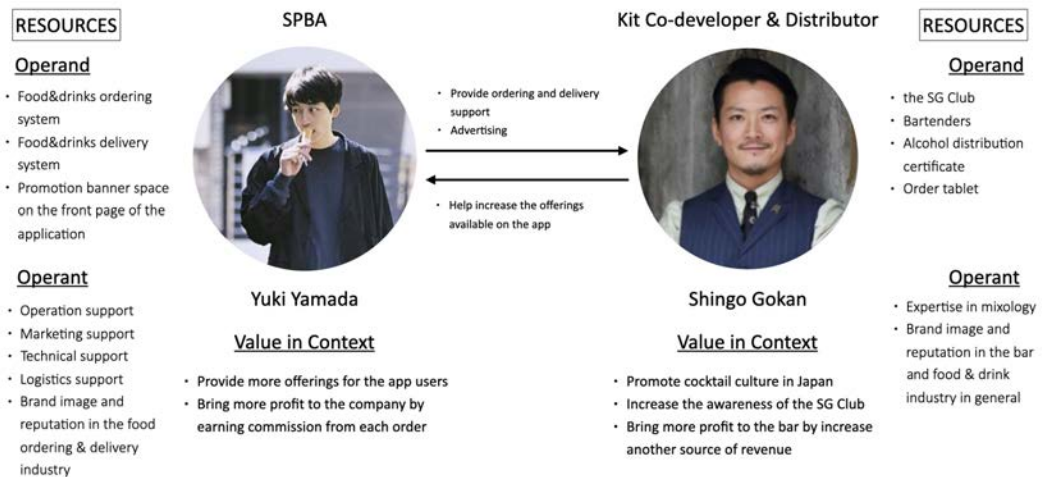 RESOURCES
Operand
・ Food&drinks ordering
system
・ Food&drinks delivery
system
・ Promotion banner space
on the front page of the
application
Operant
・ Operation support
・ Marketing support
・ Technical support
・ Logistics support
・ Brand image and
reputation in the food
ordering & delivery
industry
SPBA
Yuki Yamada
Value in Context
・ Provide more offerings for the app users
・ Bring more profit to the company by
earning commission from each order
・ Provide ordering and delivery
support
・ Advertising
・ Help increase the offerings
available on the app
Kit Co-developer & Distributor
Shingo Gokan
Value in Context
・ Promote cocktail culture in Japan
・ Increase the awareness of the SG Club
・ Bring more profit to the bar by increase
another source of revenue
RESOURCES
Operand
・ the SG Club
・ Bartenders
・ Alcohol distribution
certificate
・ Order tablet
Operant
・ Expertise in mixology
・ Brand image and
reputation in the bar
and food & drink
industry in general